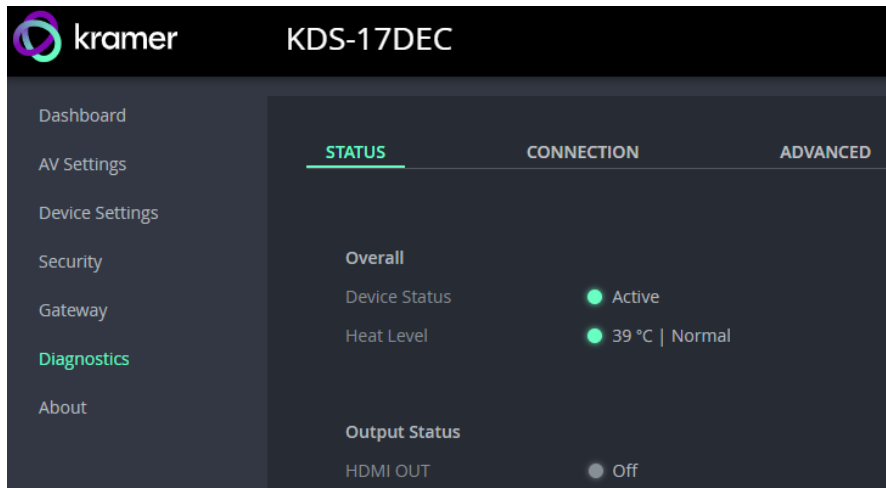 kramer KDS-17DEC
Dashboard
AV Settings
Device Settings
Security
Gateway
Diagnostics
About
STATUS CONNECTION ADVANCED
Overall
Device Status Active
Heat Level 39 °C | Normal
Output Status
HDMI OUT Off